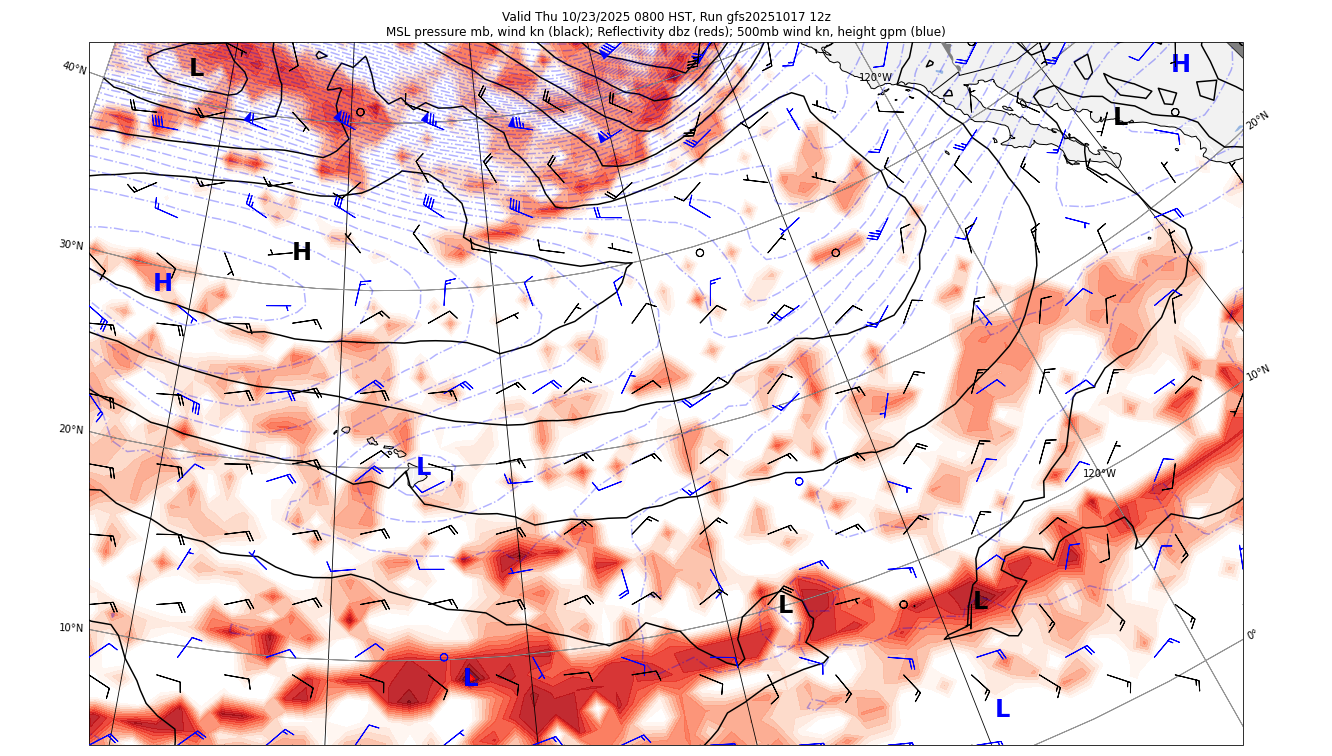 Valid Thu 10/23/2025 0800 HST, Run gfs20251017 12z
MSL pressure mb, wind kn (black); Reflectivity dbz (reds); 500mb wind kn, height gpm (blue)
40°N
L
120°W
H
L
20°N
30°N
H
H
10°N
20°N
L
120°W
10°N
L
L
0°
L
L